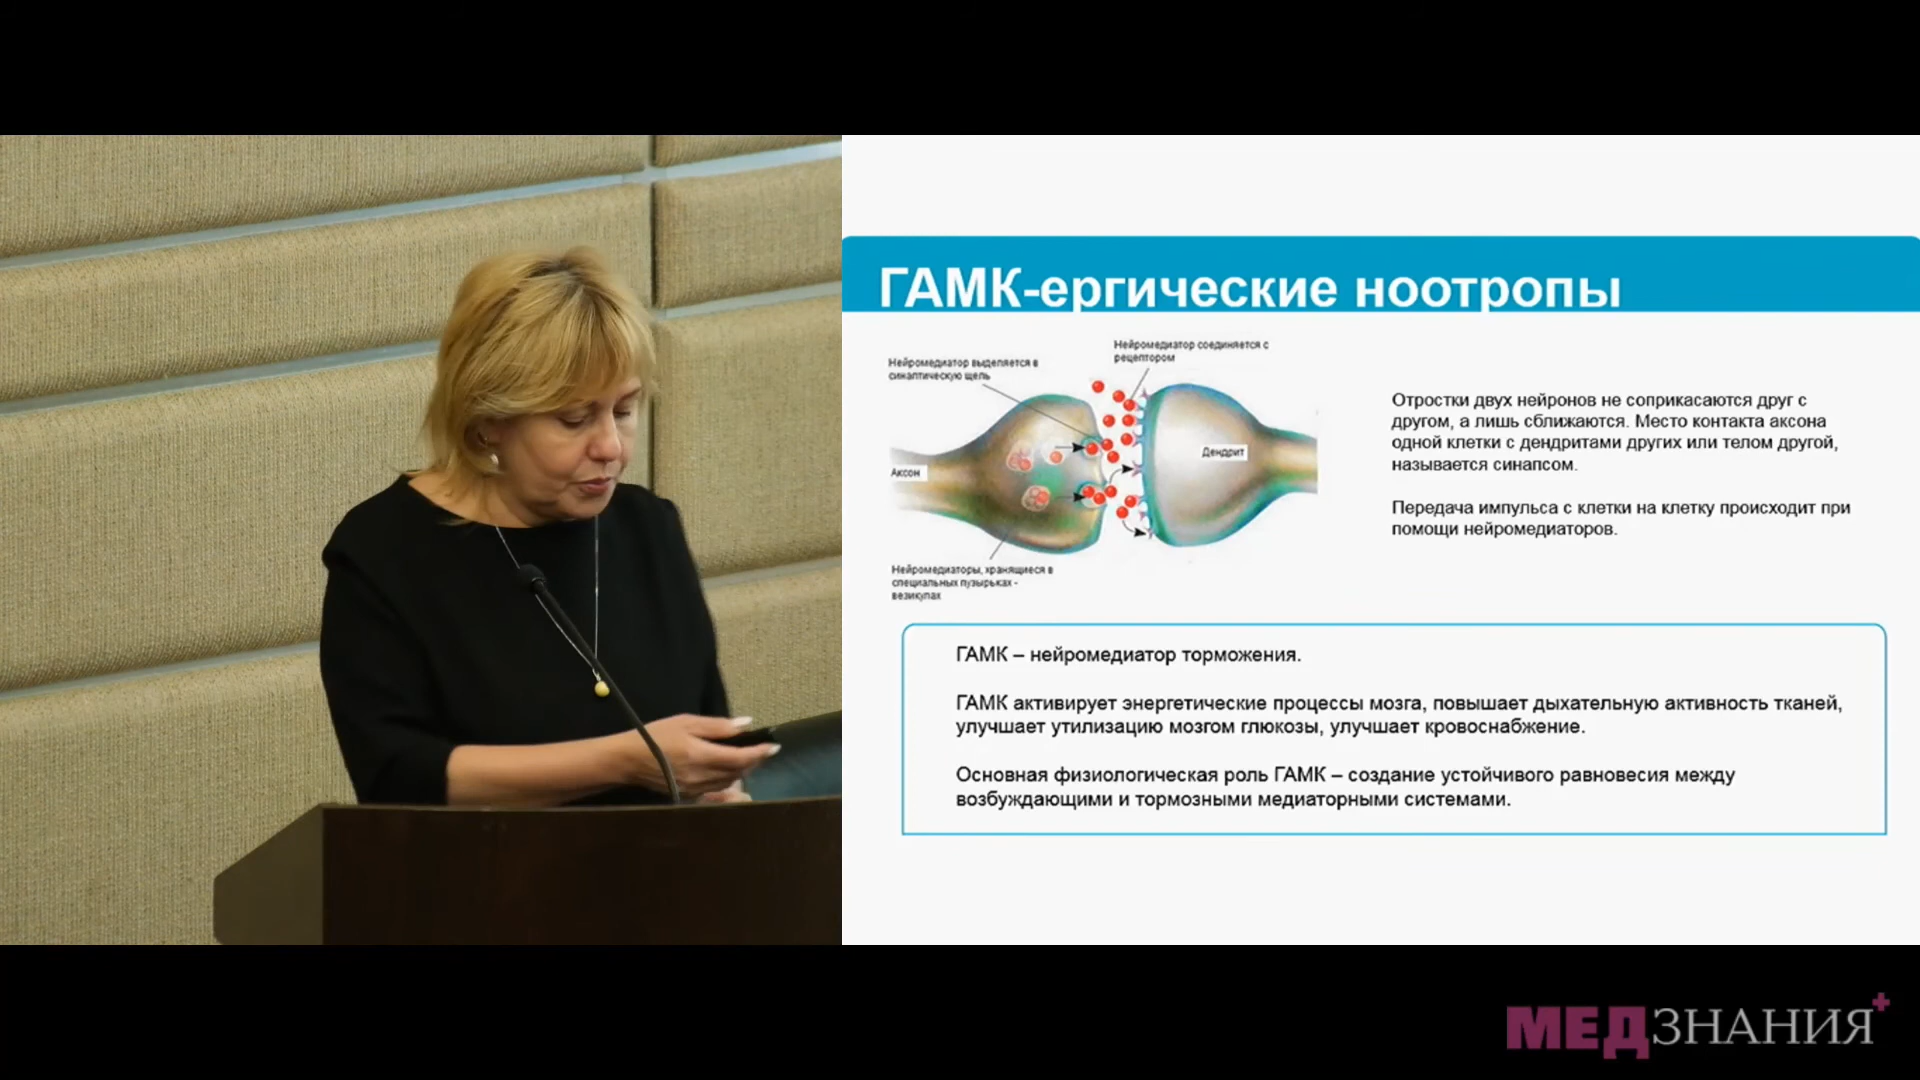 ГАМК-ергические ноотропы
Нейромедиатор соединяется с
рецептором
Нейромедиатор выделяется в
синаптическую щель
Аксон
Дендрит
Нейромедиаторы, хранящиеся в
специальных пузырьках -
везикулах
Отростки двух нейронов не соприкасаются друг с
другом, а лишь сближаются. Место контакта аксона
одной клетки с дендритами других или телом другой,
называется синапсом.
Передача импульса с клетки на клетку происходит при
помощи нейромедиаторов.
ГАМК – нейромедиатор торможения.
ГАМК активирует энергетические процессы мозга, повышает дыхательную активность тканей,
улучшает утилизацию мозгом глюкозы, улучшает кровоснабжение.
Основная физиологическая роль ГАМК – создание устойчивого равновесия между
возбуждающими и тормозными медиаторными системами.
МЕДЗНАНИЯ+